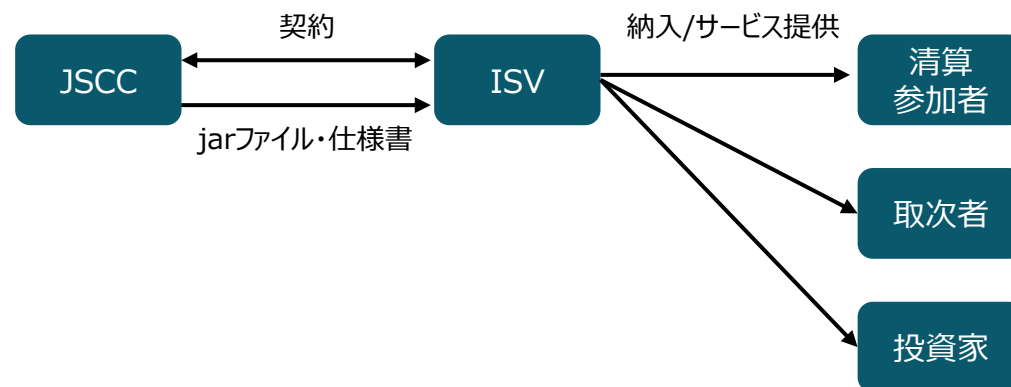 契約
納入/サービス提供
JSCC
ISV
清算
参加者
jarファイル・仕様書
取次者
投資家